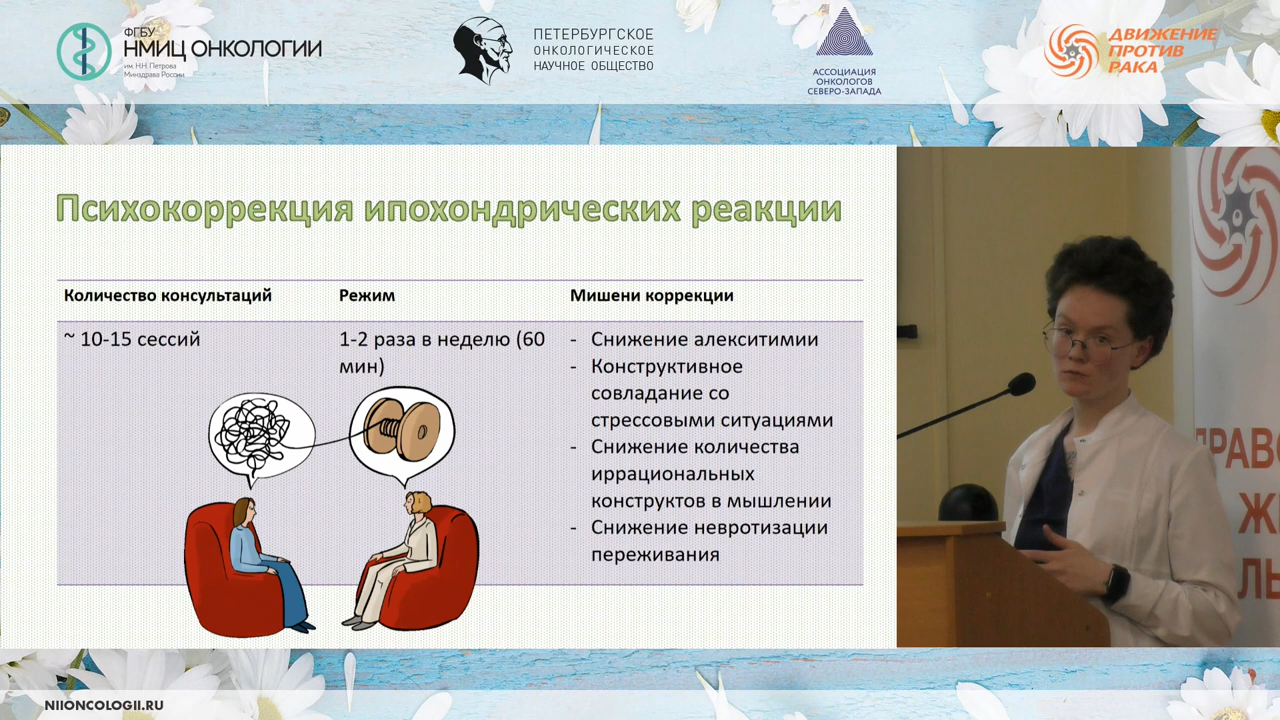 ФГБУ
НМИЦ ОНКОЛОГИИ
им. Н.Н. Петрова
Минздрава России
ПЕТЕРБУРГСКОЕ
ОНКОЛОГИЧЕСКОЕ
НАУЧНОЕ ОБЩЕСТВО
АССОЦИАЦИЯ
ОНКОЛОГОВ
СЕВЕРО-ЗАПАДА
ДВИЖЕНИЕ
ПРОТИВ
РАКА
Психокоррекция ипохондрических реакции
Количество консультаций
Режим
Мишени коррекции
~ 10-15 сессий
1-2 раза в неделю (60
мин)
- Снижение алекситимии
- Конструктивное
совладание со
стрессовыми ситуациями
- Снижение количества
иррациональных
конструктов в мышлении
- Снижение невротизации
переживания
NIIONCOLOGII.RU